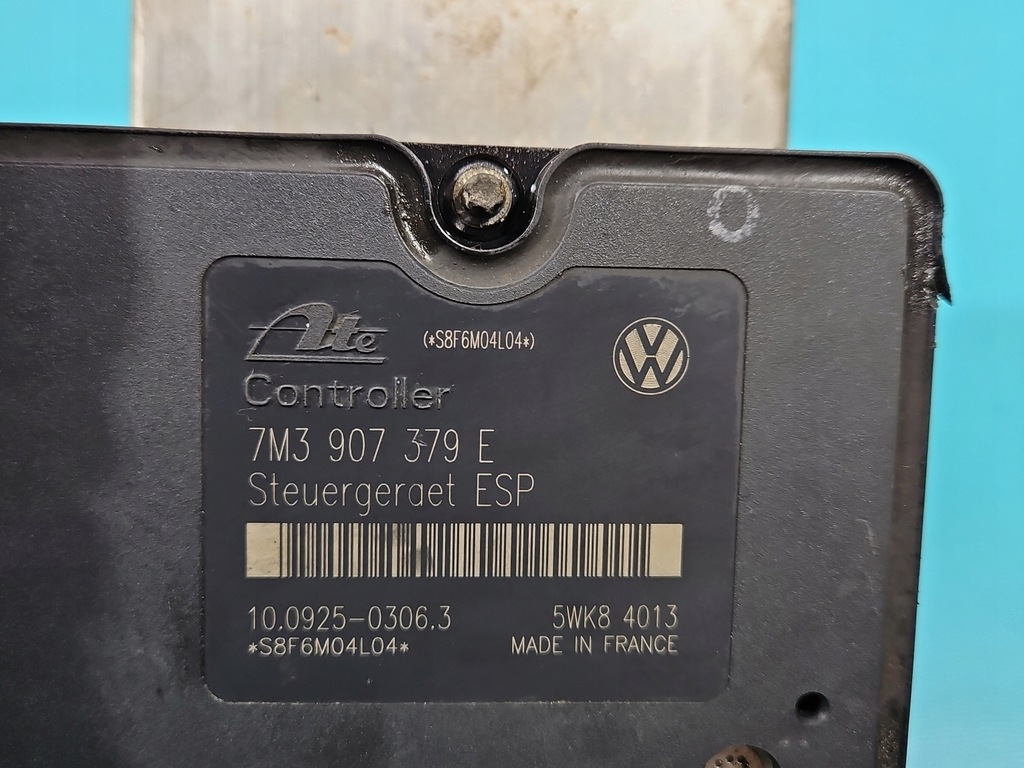 Ate
(*S8F6M04L04*)
Controller
7M3 907 379 E
Steuergeraet ESP
10.0925-0306.3
5WK8 4013
*S8F6M04L04*
MADE IN FRANCE